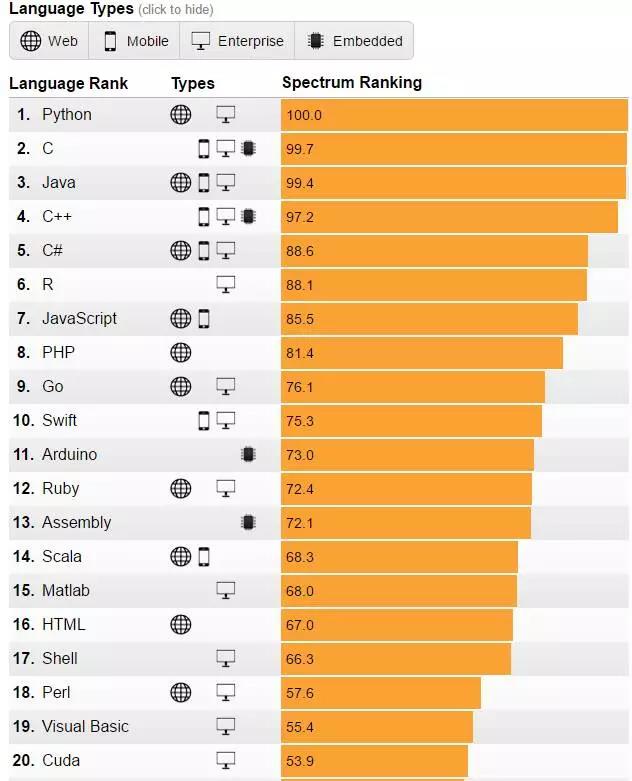 Language Types (click to hide)
Web Mobile Enterprise Embedded
Language Rank Types Spectrum Ranking
1. Python 100.0
2. C 99.7
3. Java 99.4
4. C++ 97.2
5. C# 88.6
6. R 88.1
7. JavaScript 85.5
8. PHP 81.4
9. Go 76.1
10. Swift 75.3
11. Arduino 73.0
12. Ruby 72.4
13. Assembly 72.1
14. Scala 68.3
15. Matlab 68.0
16. HTML 67.0
17. Shell 66.3
18. Perl 57.6
19. Visual Basic 55.4
20. Cuda 53.9